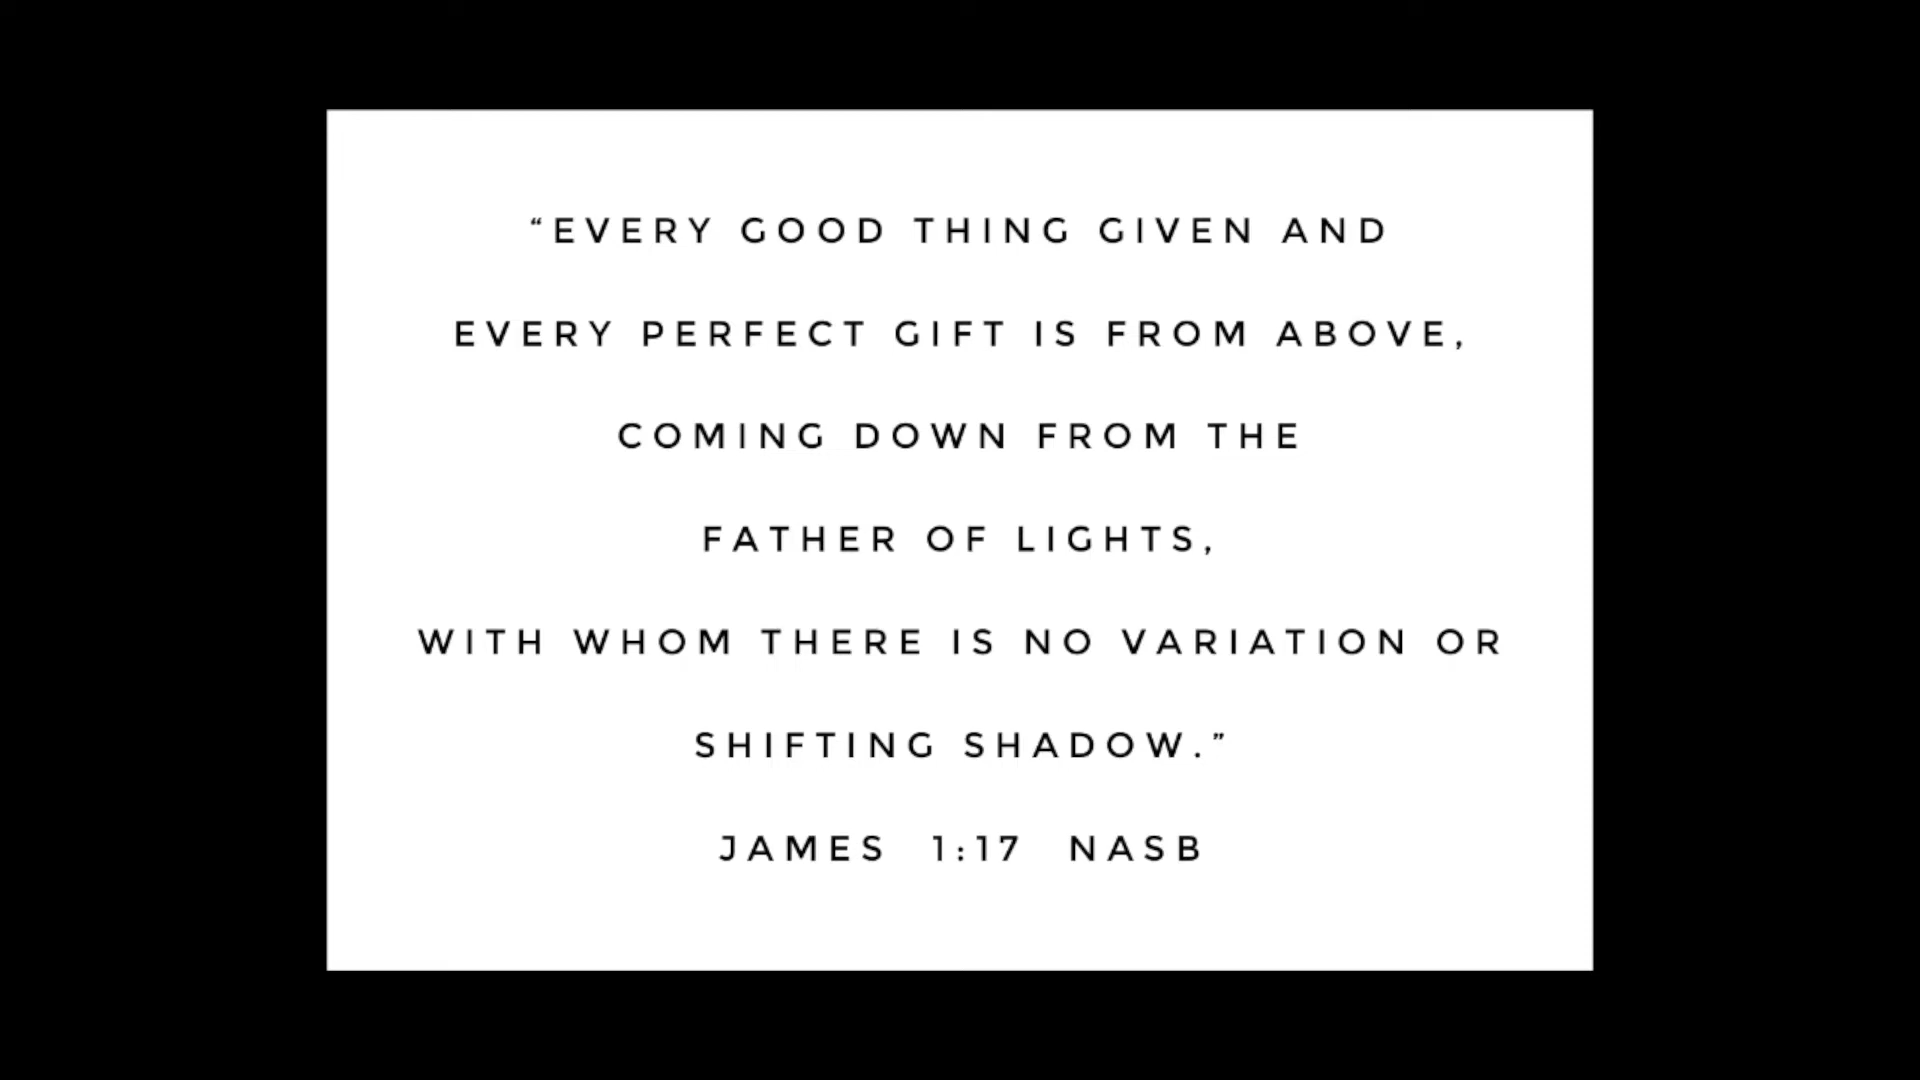 “EVERY GOOD THING GIVEN AND
EVERY PERFECT GIFT IS FROM ABOVE,
COMING DOWN FROM THE
FATHER OF LIGHTS,
WITH WHOM THERE IS NO VARIATION OR
SHIFTING SHADOW.”
JAMES 1:17 NASB